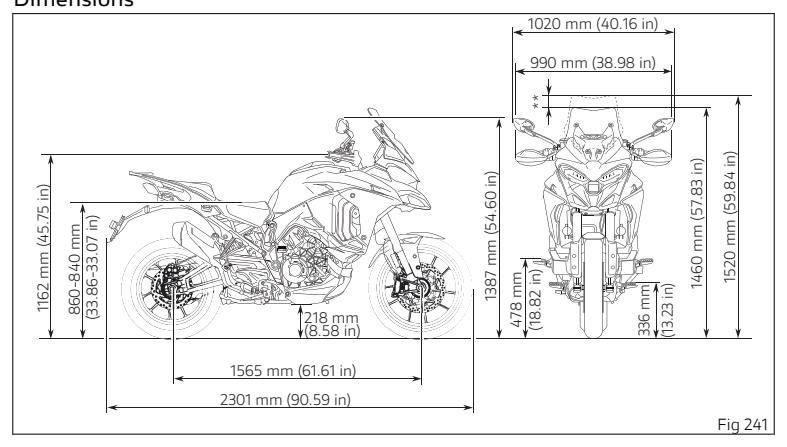 Dimensions
1020 mm (40.16 in)
990 mm (38.98 in)
**
1162 mm (45.75 in)
860-840 mm
(33.86-33.07 in)
218 mm
(8.58 in)
1387 mm (54.60 in)
478 mm
(18.82 in)
336 mm
(13.23 in)
1460 mm (57.83 in)
1520 mm (59.84 in)
1565 mm (61.61 in)
2301 mm (90.59 in)
Fig 241